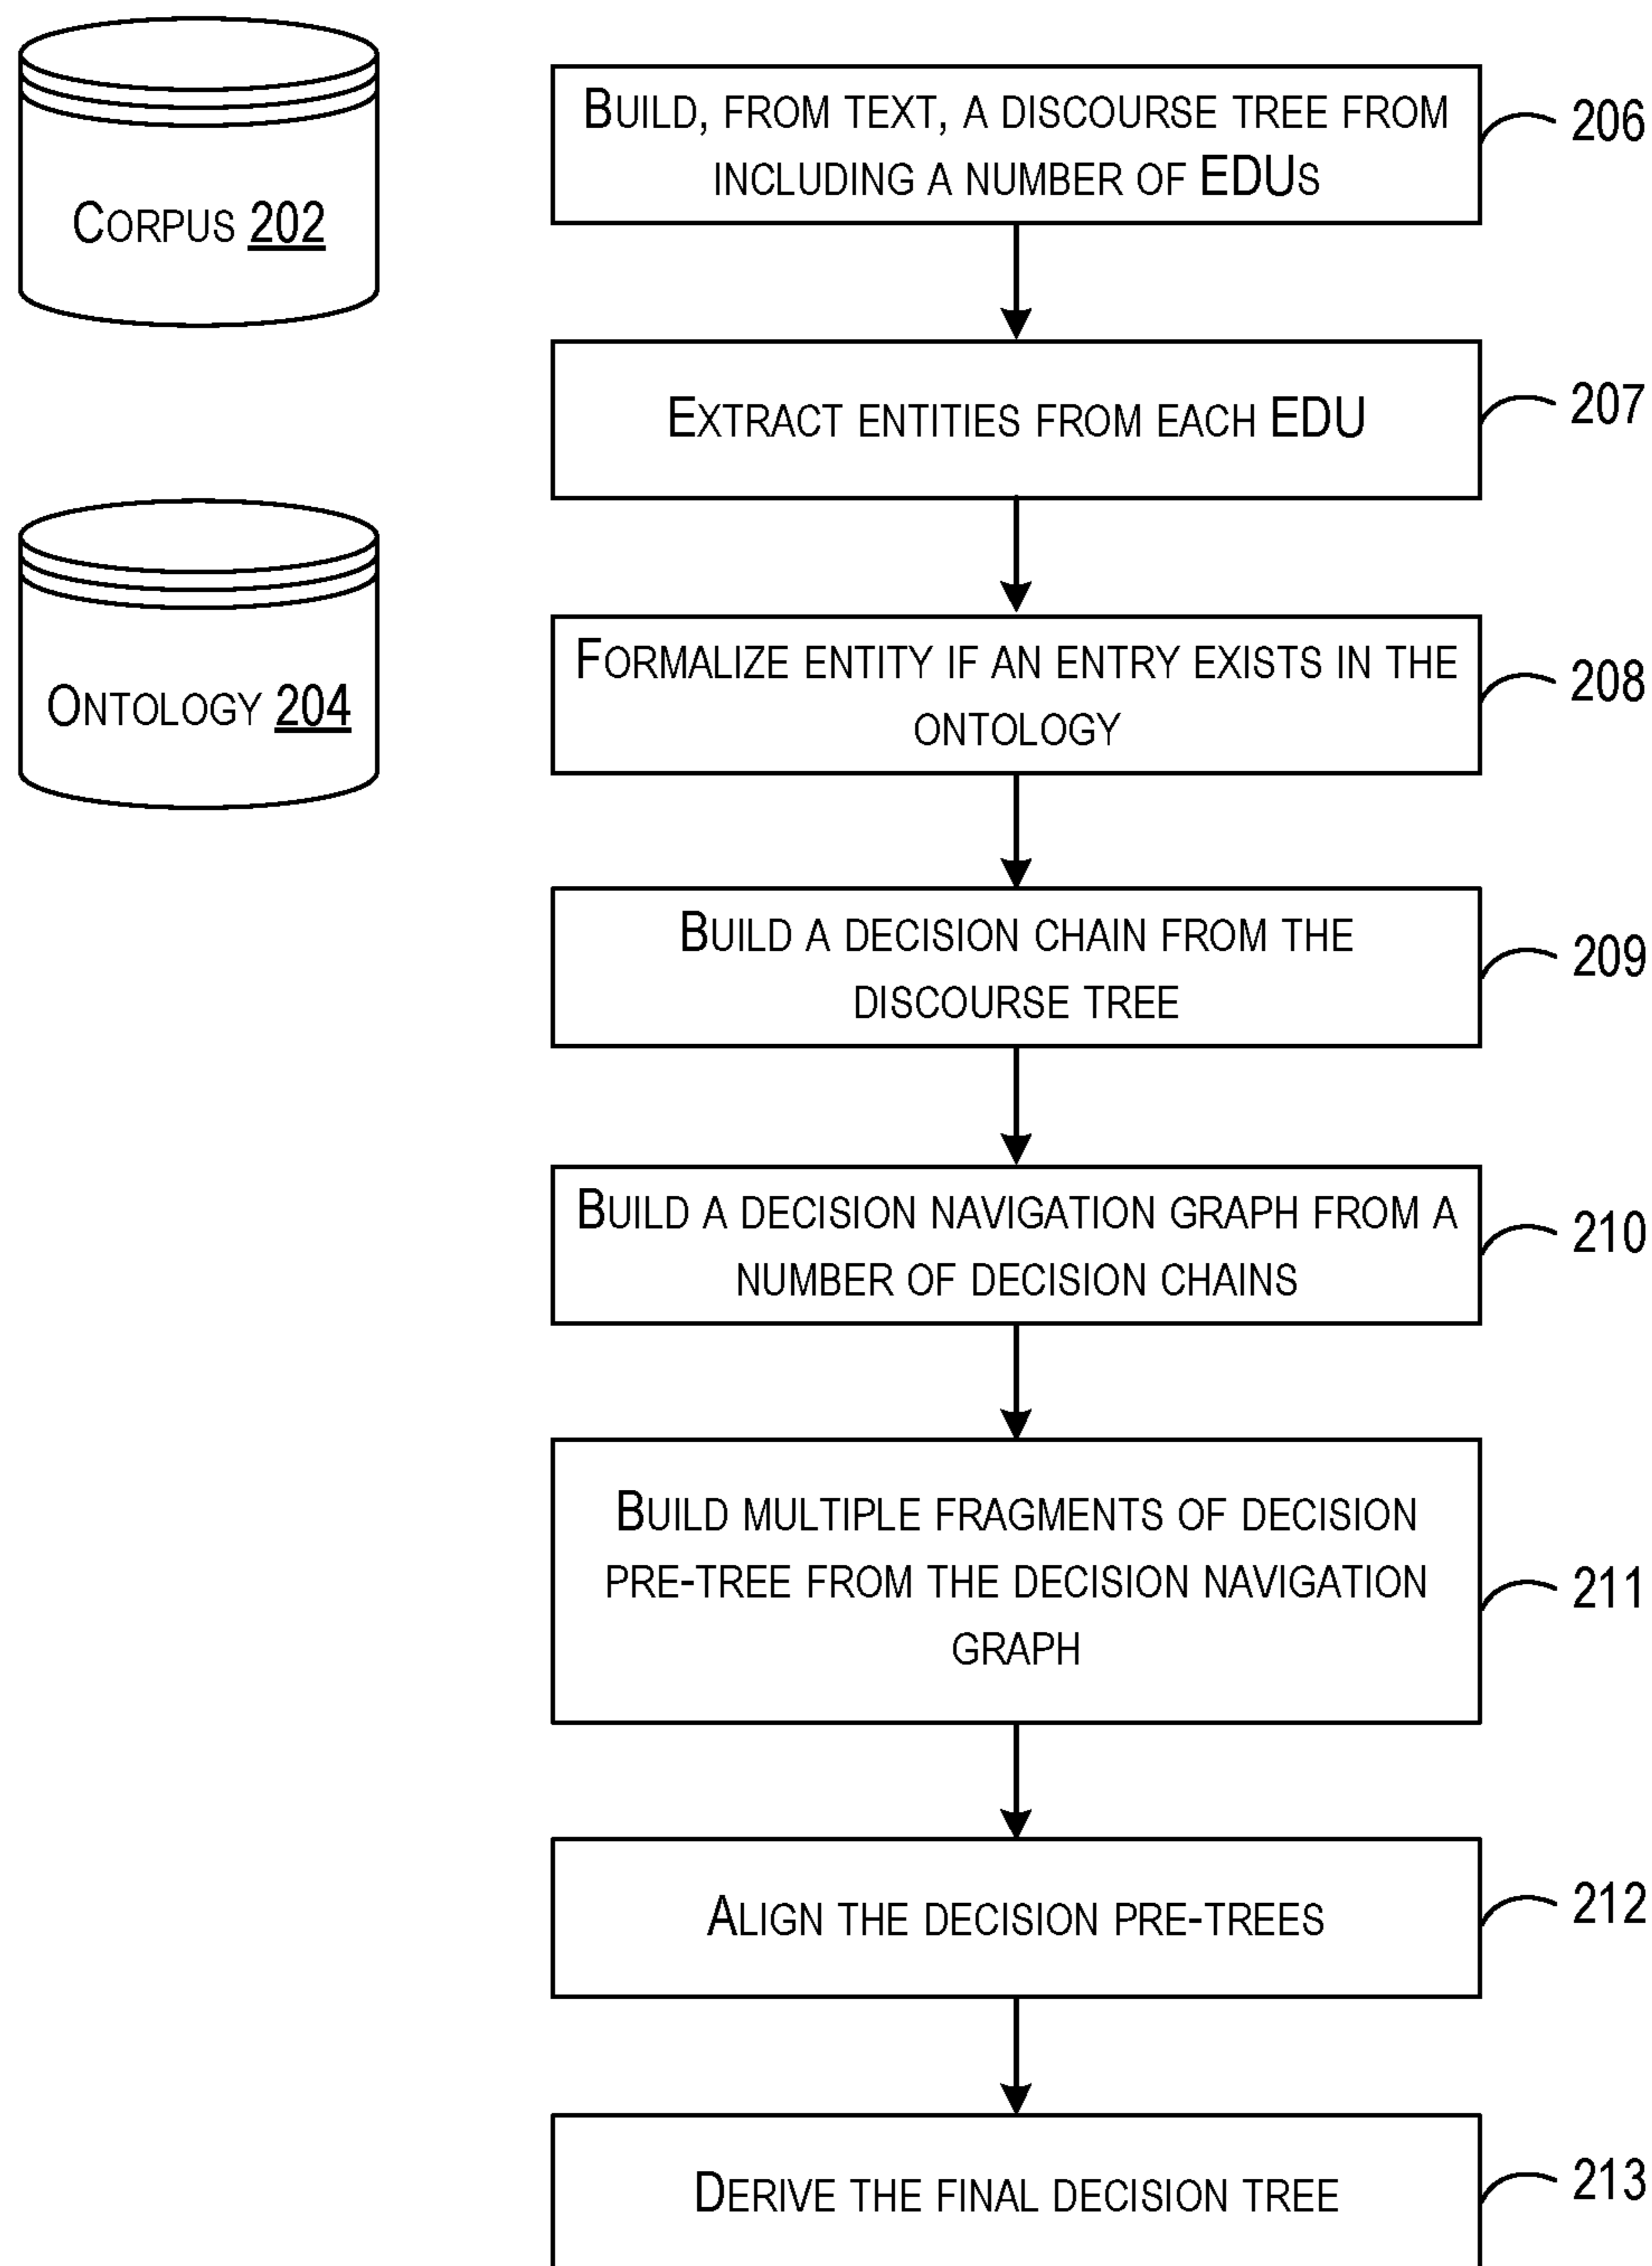 CORPUS 202
ONTOLOGY 204
BUILD, FROM TEXT, A DISCOURSE TREE FROM
INCLUDING A NUMBER OF EDUS
206
EXTRACT ENTITIES FROM EACH EDU
207
FORMALIZE ENTITY IF AN ENTRY EXISTS IN THE
ONTOLOGY
208
BUILD A DECISION CHAIN FROM THE
DISCOURSE TREE
209
BUILD A DECISION NAVIGATION GRAPH FROM A
NUMBER OF DECISION CHAINS
210
BUILD MULTIPLE FRAGMENTS OF DECISION
PRE-TREE FROM THE DECISION NAVIGATION
GRAPH
211
ALIGN THE DECISION PRE-TREES
212
DERIVE THE FINAL DECISION TREE
213